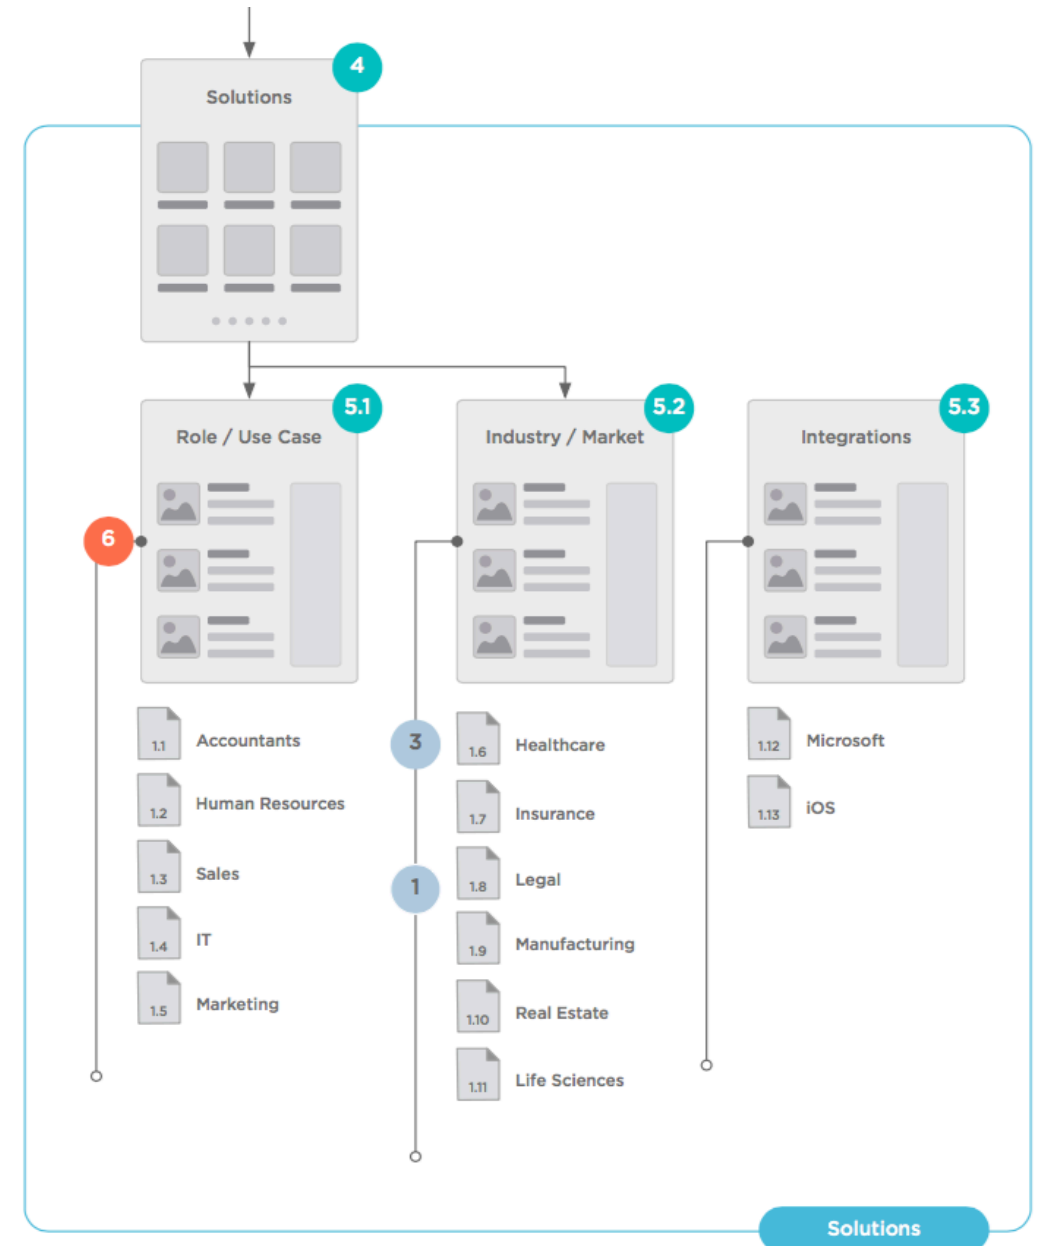 4
Solutions
5.1
Role / Use Case
5.2
Industry / Market
5.3
Integrations
6
1.1 Accountants
1.2 Human Resources
1.3 Sales
1.4 IT
1.5 Marketing
3
1
1.6 Healthcare
1.7 Insurance
1.8 Legal
1.9 Manufacturing
1.10 Real Estate
1.11 Life Sciences
1.12 Microsoft
1.13 iOS
Solutions